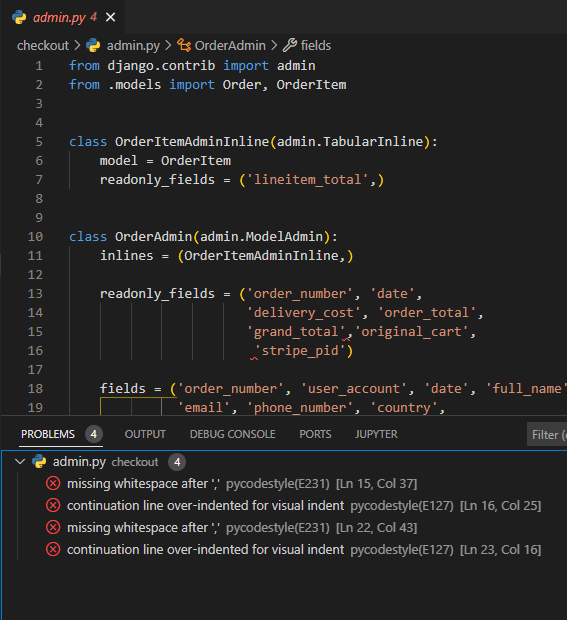 admin.py 4 ✕
checkout > admin.py > OrderAdmin > fields
1 from django.contrib import admin
2 from .models import Order, OrderItem
3
4
5 class OrderItemAdminInline(admin.TabularInline):
6 model = OrderItem
7 readonly_fields = ('lineitem_total',)
8
9
10 class OrderAdmin(admin.ModelAdmin):
11 inlines = (OrderItemAdminInline,)
12
13 readonly_fields = ('order_number', 'date',
14 'delivery_cost', 'order_total',
15 'grand_total','original_cart',
16 'stripe_pid')
17
18 fields = ('order_number', 'user_account', 'date', 'full_name'
19 'email', 'phone_number', 'country',
PROBLEMS 4 OUTPUT DEBUG CONSOLE PORTS JUPYTER Filter (
admin.py checkout 4
missing whitespace after ',' pycodestyle(E231) [Ln 15, Col 37]
continuation line over-indented for visual indent pycodestyle(E127) [Ln 16, Col 25]
missing whitespace after ',' pycodestyle(E231) [Ln 22, Col 43]
continuation line over-indented for visual indent pycodestyle(E127) [Ln 23, Col 16]